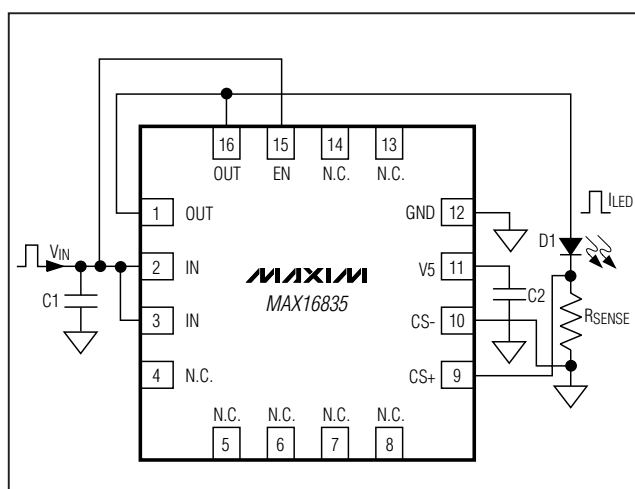 16 15 14 13
OUT EN N.C. N.C.
1 OUT
GND 12
ILED
D1
VIN
2 IN
V5 11
C1
MAXIM
MAX16835
C2
3 IN
CS- 10
RSENSE
4 N.C.
CS+ 9
N.C. N.C. N.C. N.C.
5 6 7 8